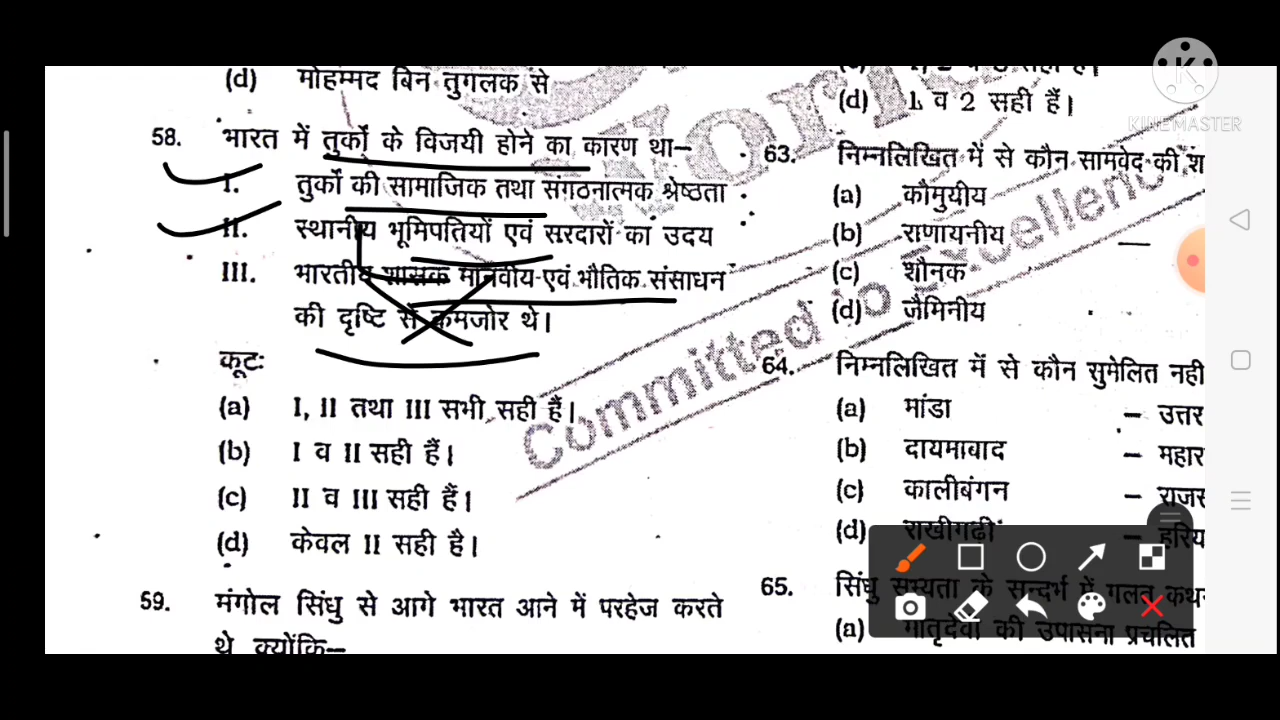 (d) मोहम्मद बिन तुगलक से
58. भारत में तुर्कों के विजयी होने का कारण था–
I. तुर्कों की सामाजिक तथा संगठनात्मक श्रेष्ठता
II. स्थानीय भूमिपतियों एवं सरदारों का उदय
III. भारतीय शासक मानवीय एवं भौतिक संसाधन
की दृष्टि से कमजोर थे।
कूटः
(a) I, II तथा III सभी सही हैं।
(b) I व II सही हैं।
(c) II व III सही हैं।
(d) केवल II सही है।
59. मंगोल सिंधु से आगे भारत आने में परहेज करते
थे क्योंकि–
(d) 1 व 2 सही हैं।
63. निम्नलिखित में से कौन सामवेद की
(a) कौमुयीय
(b) राणायनीय
(c) शौनक
(d) जैमिनीय
64. निम्नलिखित में से कौन सुमेलित नही
(a) मांडा – उत्तर
(b) दायमाबाद – महार
(c) कालीबंगन – राजस
(d) राखीगढ़ी – हरिय
65. सिंधु सभ्यता के सन्दर्भ में गलत कथ
(a) मातृदेवी की उपासना प्रचलित
World
Committed to Excellence
KINEMASTER